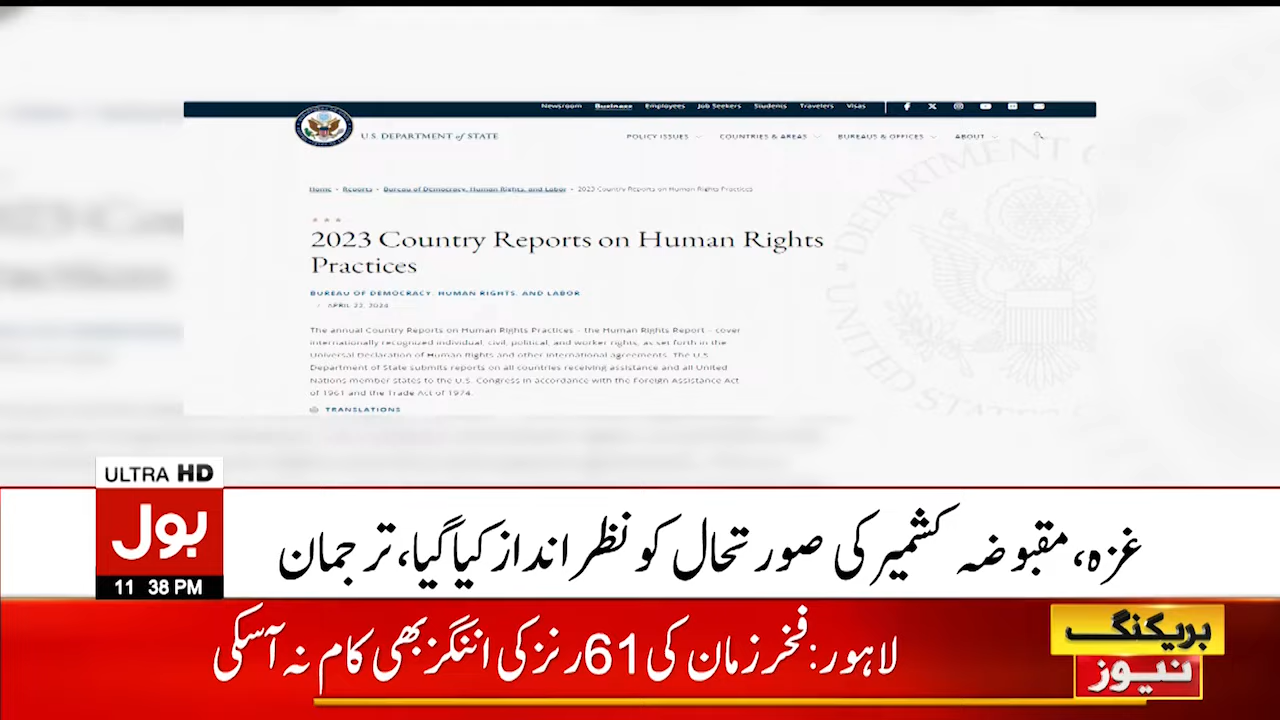 Newsroom Business Employees Job Seekers Students Travelers Visas
U.S. DEPARTMENT of STATE
POLICY ISSUES COUNTRIES & AREAS BUREAUS & OFFICES ABOUT
Home Reports Bureau of Democracy, Human Rights, and Labor 2023 Country Reports on Human Rights Practices
2023 Country Reports on Human Rights
Practices
BUREAU OF DEMOCRACY, HUMAN RIGHTS, AND LABOR
APRIL 22, 2024
The annual Country Reports on Human Rights Practices – the Human Rights Report – cover
internationally recognized individual, civil, political, and worker rights, as set forth in the
Universal Declaration of Human Rights and other international agreements. The U.S.
Department of State submits reports on all countries receiving assistance and all United
Nations member states to the U.S. Congress in accordance with the Foreign Assistance Act
of 1961 and the Trade Act of 1974.
TRANSLATIONS
ULTRA HD
بول
11 38 PM
غزہ، مقبوضہ کشمیر کی صورتحال کو نظر انداز کیا گیا، ترجمان
لاہور: فخر زمان کی 61 رنز کی اننگز بھی کام نہ آسکی
بریکنگ
نیوز